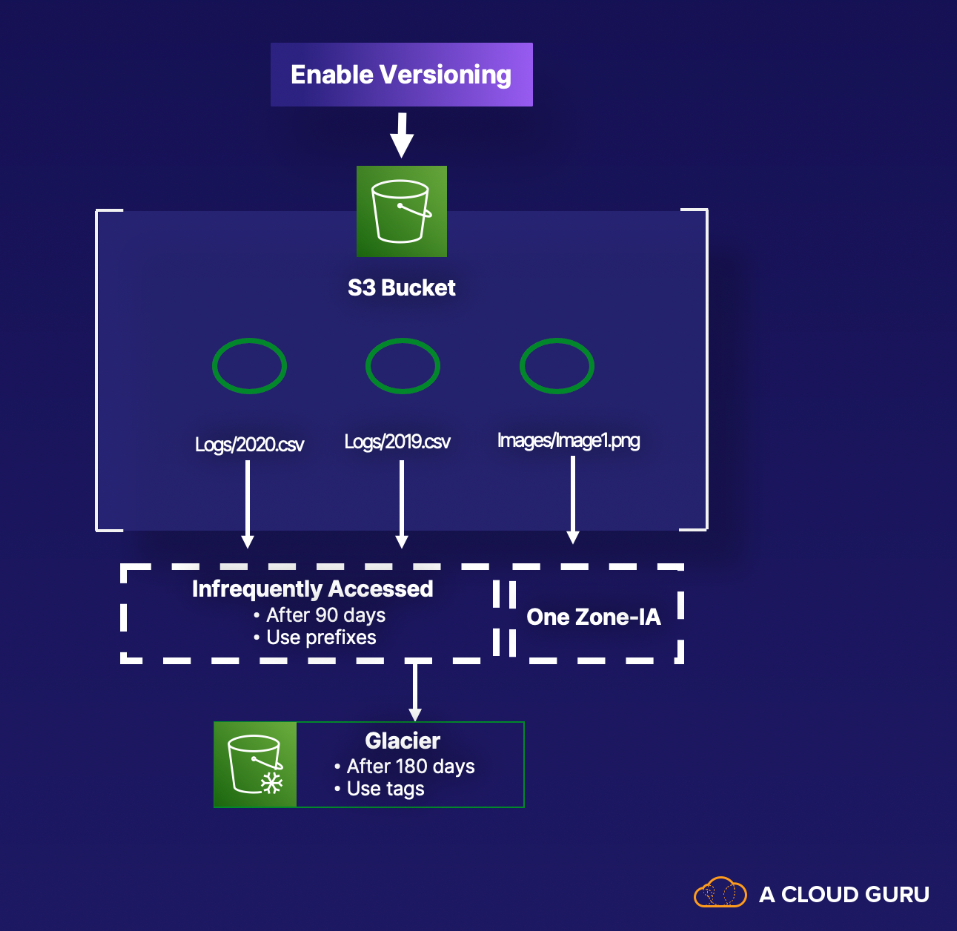 Enable Versioning
S3 Bucket
Logs/2020.csv
Logs/2019.csv
Images/Image1.png
Infrequently Accessed
• After 90 days
• Use prefixes
One Zone-IA
Glacier
• After 180 days
• Use tags
A CLOUD GURU